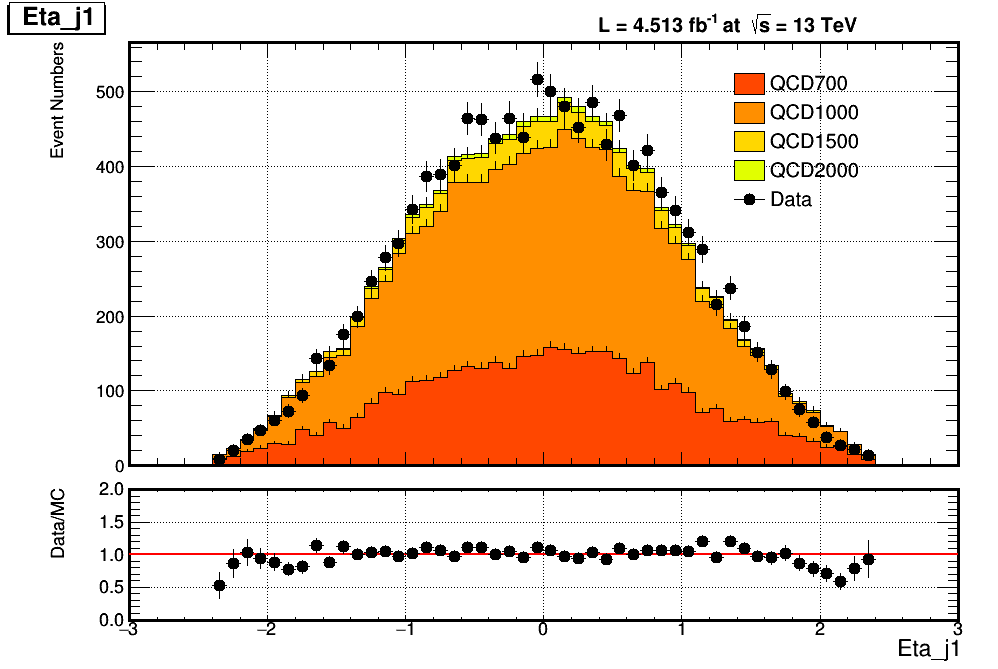 Eta_j1
L = 4.513 fb⁻¹ at √s = 13 TeV
Event Numbers
500
400
300
200
100
0
QCD700
QCD1000
QCD1500
QCD2000
Data
Data/MC
2.0
1.5
1.0
0.5
0.0
−3 −2 −1 0 1 2 3
Eta_j1